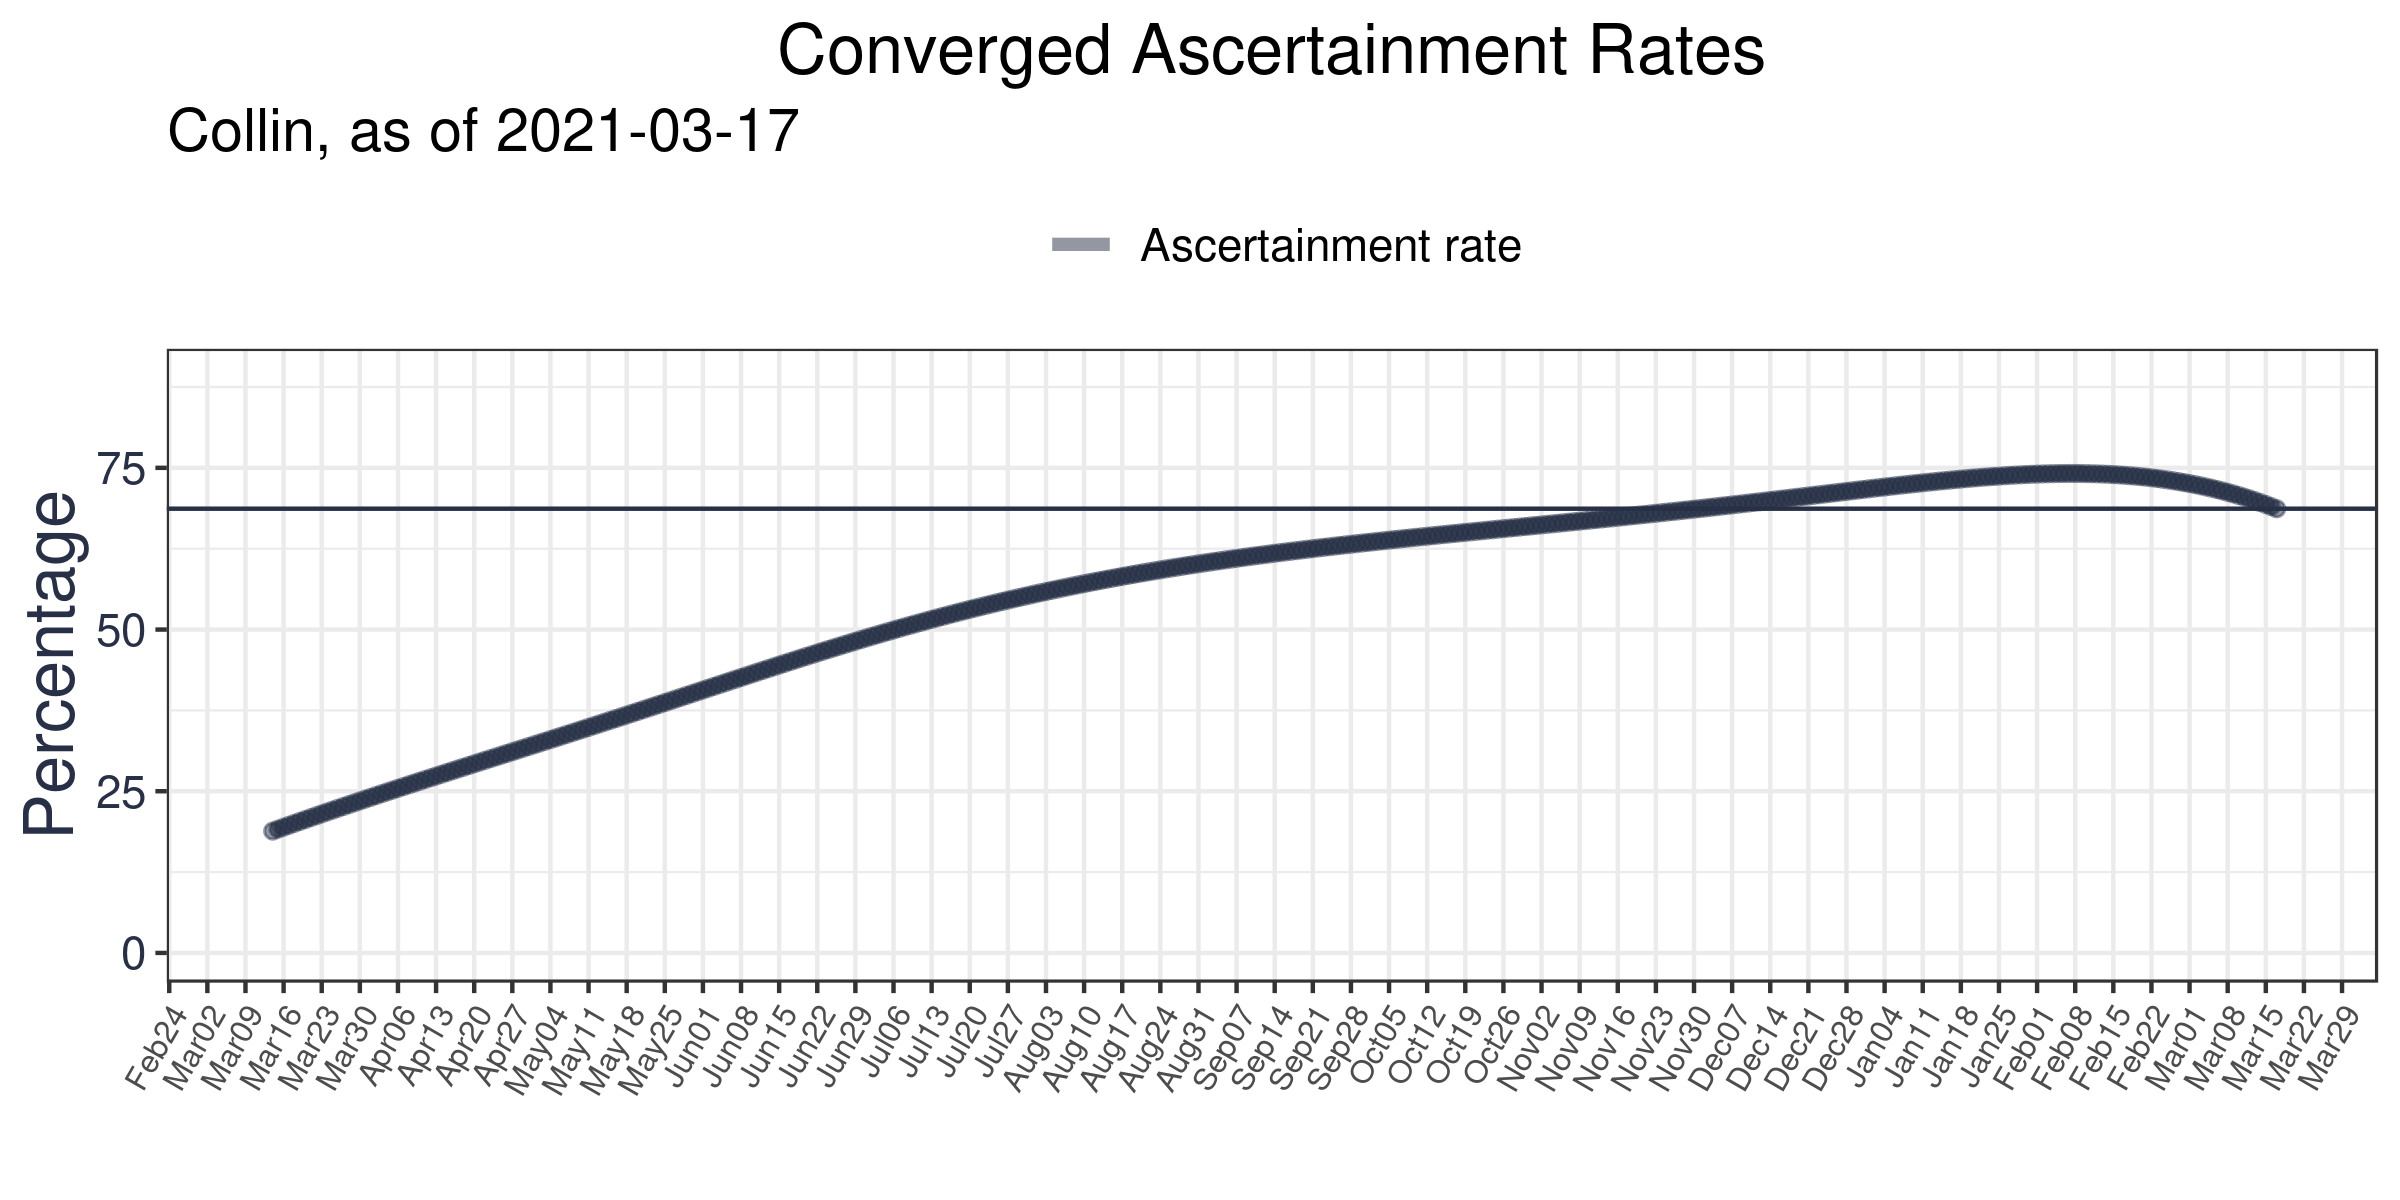 Converged Ascertainment Rates
Collin, as of 2021-03-17
Ascertainment rate
Percentage
75
50
25
0
Feb24 Mar02 Mar09 Mar16 Mar23 Mar30 Apr06 Apr13 Apr20 Apr27 May04 May11 May18 May25 Jun01 Jun08 Jun15 Jun22 Jun29 Jul06 Jul13 Jul20 Jul27 Aug03 Aug10 Aug17 Aug24 Aug31 Sep07 Sep14 Sep21 Sep28 Oct05 Oct12 Oct19 Oct26 Nov02 Nov09 Nov16 Nov23 Nov30 Dec07 Dec14 Dec21 Dec28 Jan04 Jan11 Jan18 Jan25 Feb01 Feb08 Feb15 Feb22 Mar01 Mar08 Mar15 Mar22 Mar29